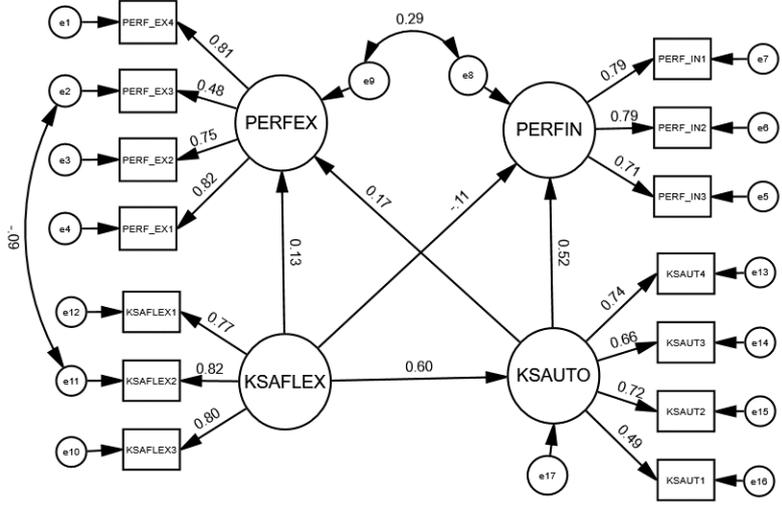 0.29
e1
PERF_EX4
0.81
e9
e8
0.79
PERF_IN1
e7
e2
PERF_EX3
0.48
PERFEX
PERFIN
0.79
PERF_IN2
e6
e3
PERF_EX2
0.75
0.71
PERF_IN3
e5
e4
PERF_EX1
0.82
0.17
-.11
-.09
0.13
0.52
0.74
KSAUT4
e13
e12
KSAFLEX1
0.77
0.66
KSAUT3
e14
e11
KSAFLEX2
0.82
KSAFLEX
0.60
KSAUTO
0.72
KSAUT2
e15
e10
KSAFLEX3
0.80
0.49
KSAUT1
e16
e17